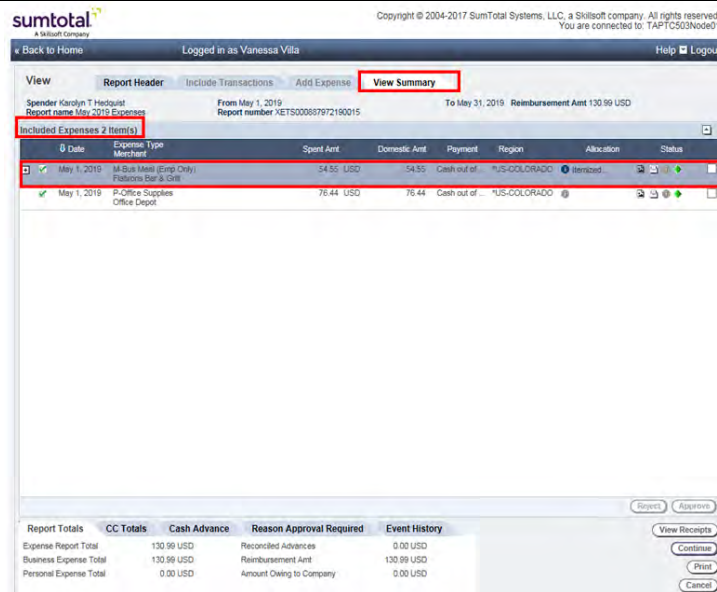 sumtotal
A Skillsoft Company
Copyright © 2004-2017 SumTotal Systems, LLC, a Skillsoft company. All rights reserved
You are connected to: TAPTC503Node0
« Back to Home Logged in as Vanessa Villa Help Logou
View Report Header Include Transactions Add Expense View Summary
Spender Karolyn T Hedquist From May 1, 2019 To May 31, 2019 Reimbursement Amt 130.99 USD
Report name May 2019 Expenses Report number XETS000887972190015
Included Expenses 2 Item(s)
Date Expense Type Merchant Spent Amt Domestic Amt Payment Region Allocation Status
May 1, 2019 M-Bus Meal (Emp Only) 54.55 USD 54.55 Cash out of ... *US-COLORADO Itemized
Flatirons Bar & Grill
May 1, 2019 P-Office Supplies 76.44 USD 76.44 Cash out of ... *US-COLORADO
Office Depot
Reject Approve
Report Totals CC Totals Cash Advance Reason Approval Required Event History View Receipts
Expense Report Total 130.99 USD Reconciled Advances 0.00 USD
Continue
Business Expense Total 130.99 USD Reimbursement Amt 130.99 USD
Print
Personal Expense Total 0.00 USD Amount Owing to Company 0.00 USD
Cancel